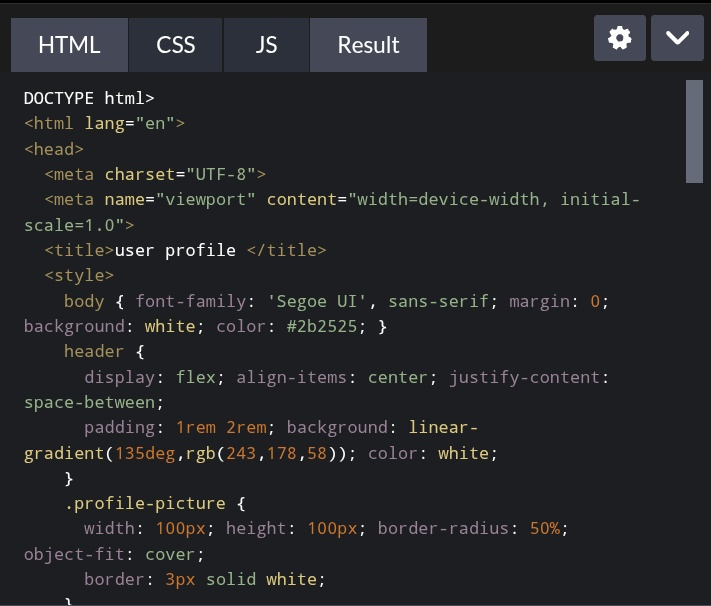 HTML CSS JS Result
DOCTYPE html>
<html lang="en">
<head>
  <meta charset="UTF-8">
  <meta name="viewport" content="width=device-width, initial-
scale=1.0">
  <title>user profile </title>
  <style>
    body { font-family: 'Segoe UI', sans-serif; margin: 0;
background: white; color: #2b2525; }
    header {
      display: flex; align-items: center; justify-content:
space-between;
      padding: 1rem 2rem; background: linear-
gradient(135deg,rgb(243,178,58)); color: white;
    }
    .profile-picture {
      width: 100px; height: 100px; border-radius: 50%;
object-fit: cover;
      border: 3px solid white;
    }